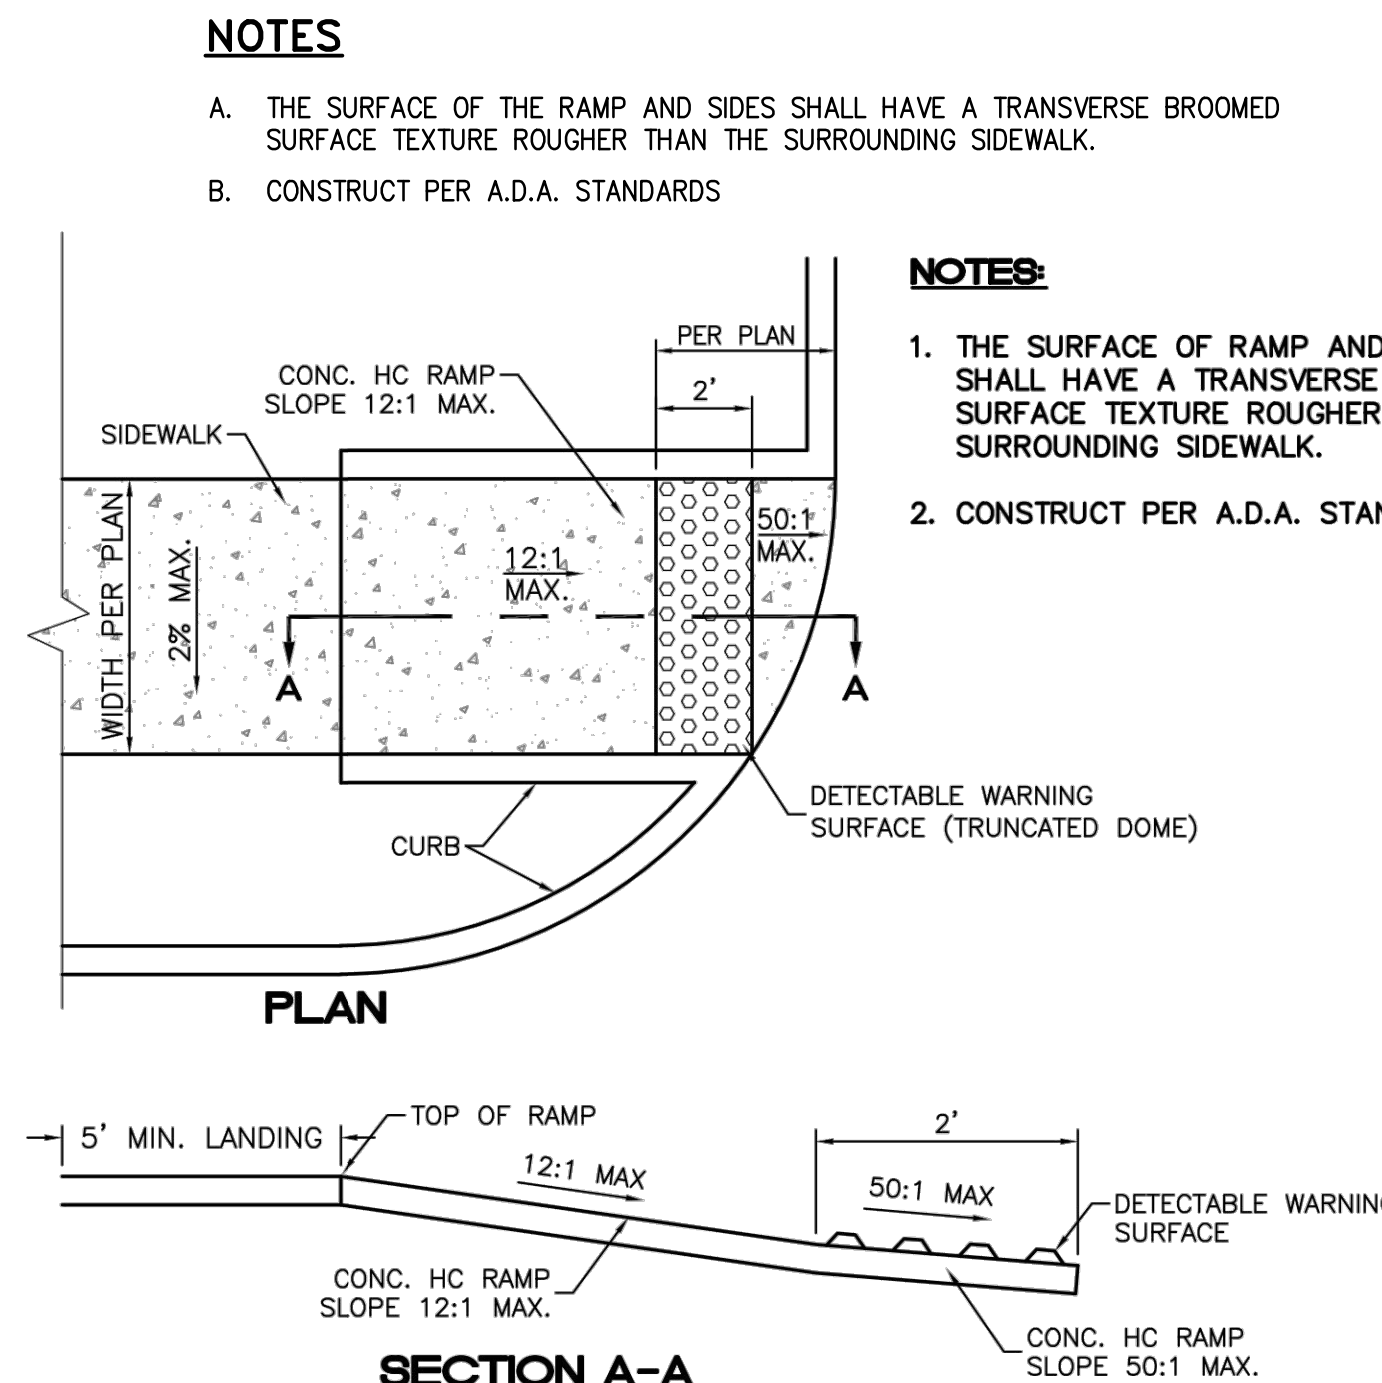 NOTES
A. THE SURFACE OF THE RAMP AND SIDES SHALL HAVE A TRANSVERSE BROOMED
SURFACE TEXTURE ROUGHER THAN THE SURROUNDING SIDEWALK.
B. CONSTRUCT PER A.D.A. STANDARDS
NOTES:
1. THE SURFACE OF RAMP AND
SHALL HAVE A TRANSVERSE
SURFACE TEXTURE ROUGHER
SURROUNDING SIDEWALK.
2. CONSTRUCT PER A.D.A.
PER PLAN
2'
CONC. HC RAMP
SLOPE 12:1 MAX.
SIDEWALK
WIDTH PER PLAN
2% MAX.
12:1
MAX.
50:1
MAX.
A
A
DETECTABLE WARNING
SURFACE (TRUNCATED DOME)
CURB
PLAN
5' MIN. LANDING
TOP OF RAMP
12:1 MAX
2'
50:1 MAX
DETECTABLE
SURFACE
CONC. HC RAMP
SLOPE 12:1 MAX.
CONC. HC RAMP
SLOPE 50:1 MAX.
SECTION A-A